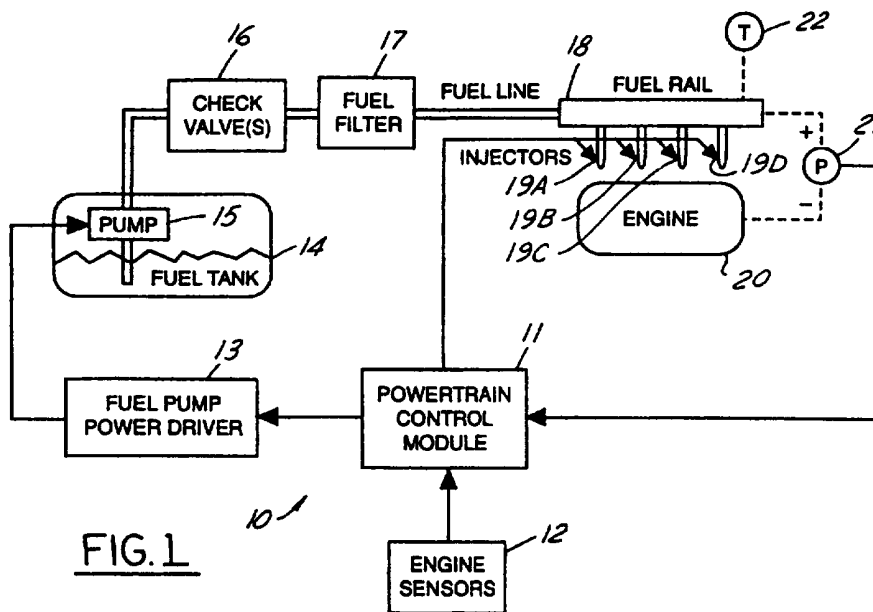 16
CHECK
VALVE(S)
17
FUEL
FILTER
FUEL LINE
18
FUEL RAIL
T
22
+
P
–
INJECTORS
19A
19B
19C
19D
ENGINE
20
PUMP
15
14
FUEL TANK
13
FUEL PUMP
POWER DRIVER
11
POWERTRAIN
CONTROL
MODULE
10
12
ENGINE
SENSORS
FIG. 1